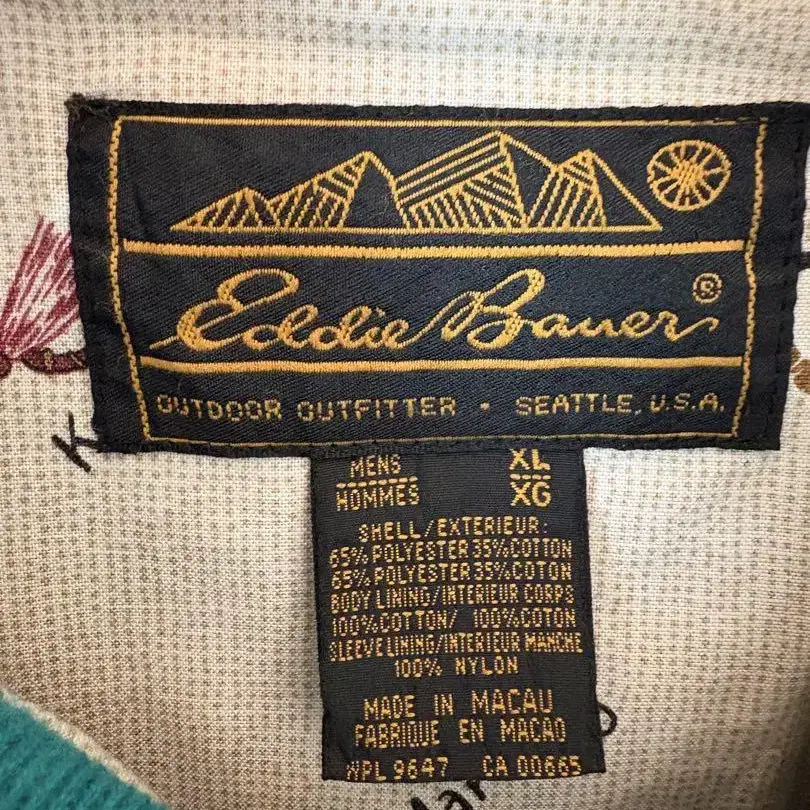 Eddie Bauer ®
OUTDOOR OUTFITTER • SEATTLE, U.S.A.
MENS XL
HOMMES XG
SHELL/EXTERIEUR:
65% POLYESTER 35% COTTON
65% POLYESTER 35% COTON
BODY LINING/INTERIEUR CORPS
100% COTTON/ 100% COTON
SLEEVE LINING/INTERIEUR MANCHE
100% NYLON
MADE IN MACAU
FABRIQUE EN MACAO
WPL 9647 CA 00665